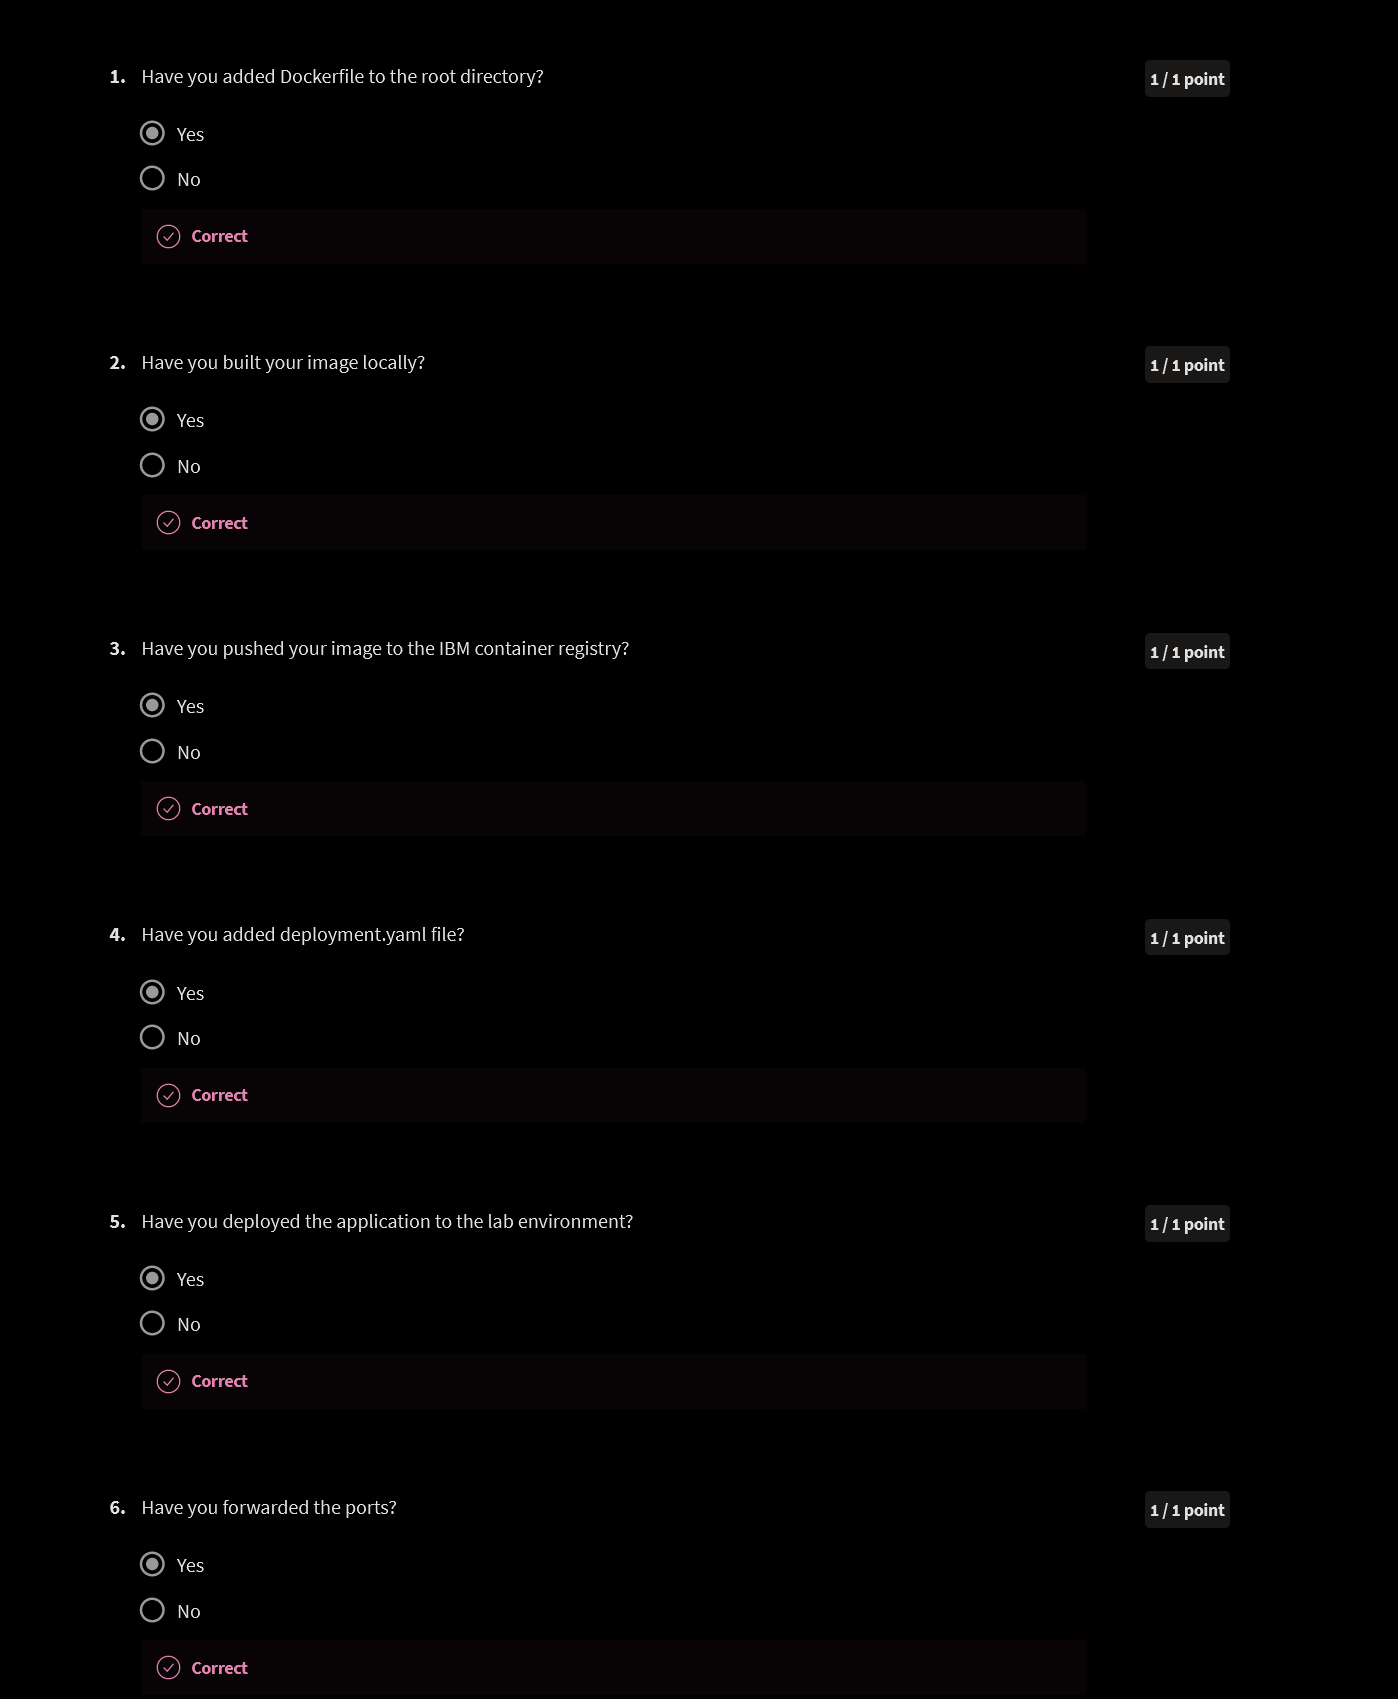 1. Have you added Dockerfile to the root directory? 1 / 1 point
Yes
No
Correct
2. Have you built your image locally? 1 / 1 point
Yes
No
Correct
3. Have you pushed your image to the IBM container registry? 1 / 1 point
Yes
No
Correct
4. Have you added deployment.yaml file? 1 / 1 point
Yes
No
Correct
5. Have you deployed the application to the lab environment? 1 / 1 point
Yes
No
Correct
6. Have you forwarded the ports? 1 / 1 point
Yes
No
Correct